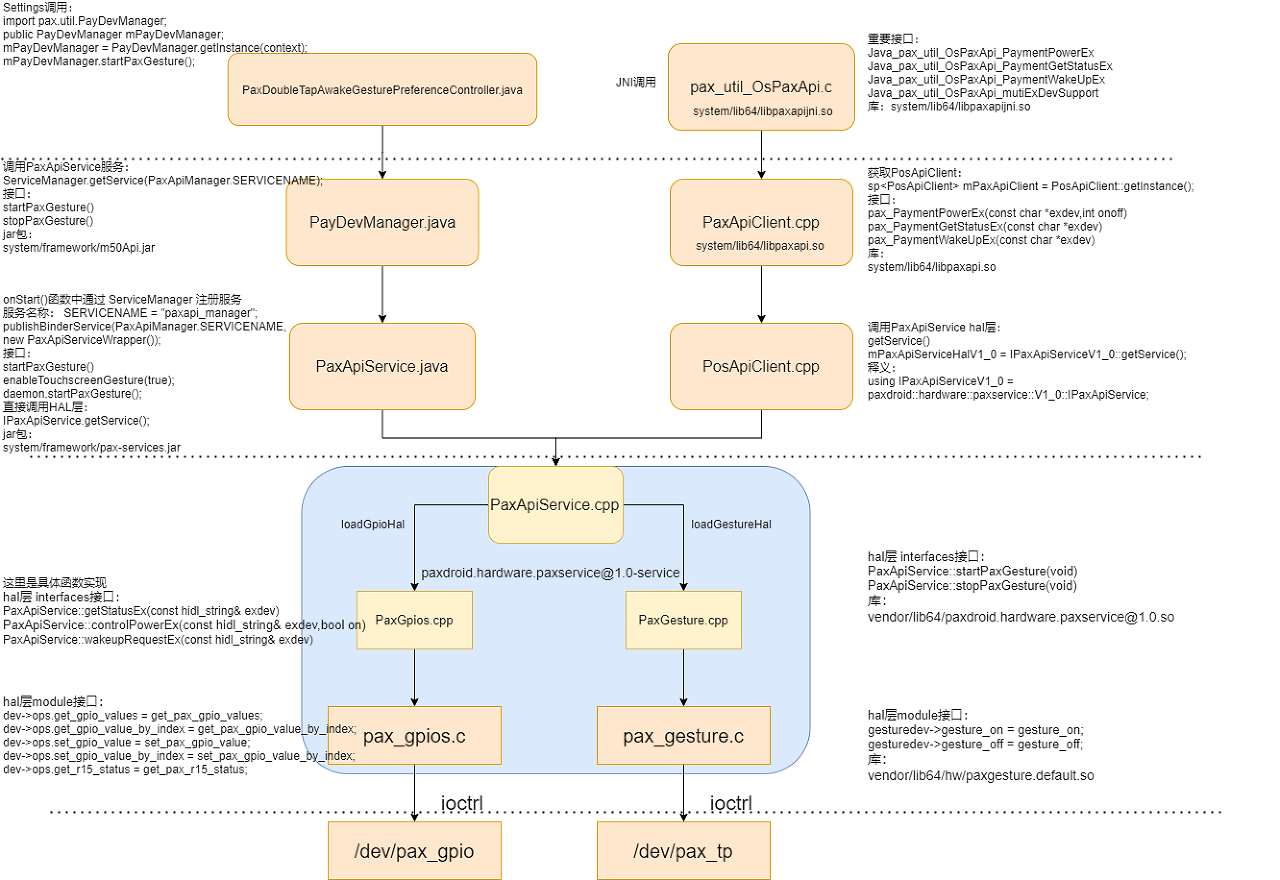 Settings调用：
import pax.util.PayDevManager;
public PayDevManager mPayDevManager;
mPayDevManager = PayDevManager.getInstance(context);
mPayDevManager.startPaxGesture();
PaxDoubleTapAwakeGesturePreferenceController.java
JNI调用
pax_util_OsPaxApi.c
system/lib64/libpaxapijni.so
重要接口：
Java_pax_util_OsPaxApi_PaymentPowerEx
Java_pax_util_OsPaxApi_PaymentGetStatusEx
Java_pax_util_OsPaxApi_PaymentWakeUpEx
Java_pax_util_OsPaxApi_mutiExDevSupport
库：system/lib64/libpaxapijni.so
调用PaxApiService服务：
ServiceManager.getService(PaxApiManager.SERVICENAME);
接口：
startPaxGesture()
stopPaxGesture()
jar包：
system/framework/m50Api.jar
PayDevManager.java
PaxApiClient.cpp
system/lib64/libpaxapi.so
获取PosApiClient：
sp<PosApiClient> mPaxApiClient = PosApiClient::getInstance();
接口：
pax_PaymentPowerEx(const char *exdev,int onoff)
pax_PaymentGetStatusEx(const char *exdev)
pax_PaymentWakeUpEx(const char *exdev)
库：
system/lib64/libpaxapi.so
onStart()函数中通过 ServiceManager 注册服务
服务名称： SERVICENAME = "paxapi_manager";
publishBinderService(PaxApiManager.SERVICENAME,
new PaxApiServiceWrapper());
接口：
startPaxGesture()
enableTouchscreenGesture(true);
daemon.startPaxGesture();
直接调用HAL层：
IPaxApiService.getService();
jar包：
system/framework/pax-services.jar
PaxApiService.java
PosApiClient.cpp
调用PaxApiService hal层：
getService()
mPaxApiServiceHalV1_0 = IPaxApiServiceV1_0::getService();
释义：
using IPaxApiServiceV1_0 =
paxdroid::hardware::paxservice::V1_0::IPaxApiService;
PaxApiService.cpp
loadGpioHal
loadGestureHal
paxdroid.hardware.paxservice@1.0-service
PaxGpios.cpp
PaxGesture.cpp
这里是具体函数实现
hal层 interfaces接口：
PaxApiService::getStatusEx(const hidl_string& exdev)
PaxApiService::controlPowerEx(const hidl_string& exdev,bool on)
PaxApiService::wakeupRequestEx(const hidl_string& exdev)
hal层 interfaces接口：
PaxApiService::startPaxGesture(void)
PaxApiService::stopPaxGesture(void)
库：
vendor/lib64/paxdroid.hardware.paxservice@1.0.so
hal层module接口：
dev->ops.get_gpio_values = get_pax_gpio_values;
dev->ops.get_gpio_value_by_index = get_pax_gpio_value_by_index;
dev->ops.set_gpio_value = set_pax_gpio_value;
dev->ops.set_gpio_value_by_index = set_pax_gpio_value_by_index;
dev->ops.get_r15_status = get_pax_r15_status;
pax_gpios.c
pax_gesture.c
hal层module接口：
gesturedev->gesture_on = gesture_on;
gesturedev->gesture_off = gesture_off;
库：
vendor/lib64/hw/paxgesture.default.so
ioctrl
ioctrl
/dev/pax_gpio
/dev/pax_tp